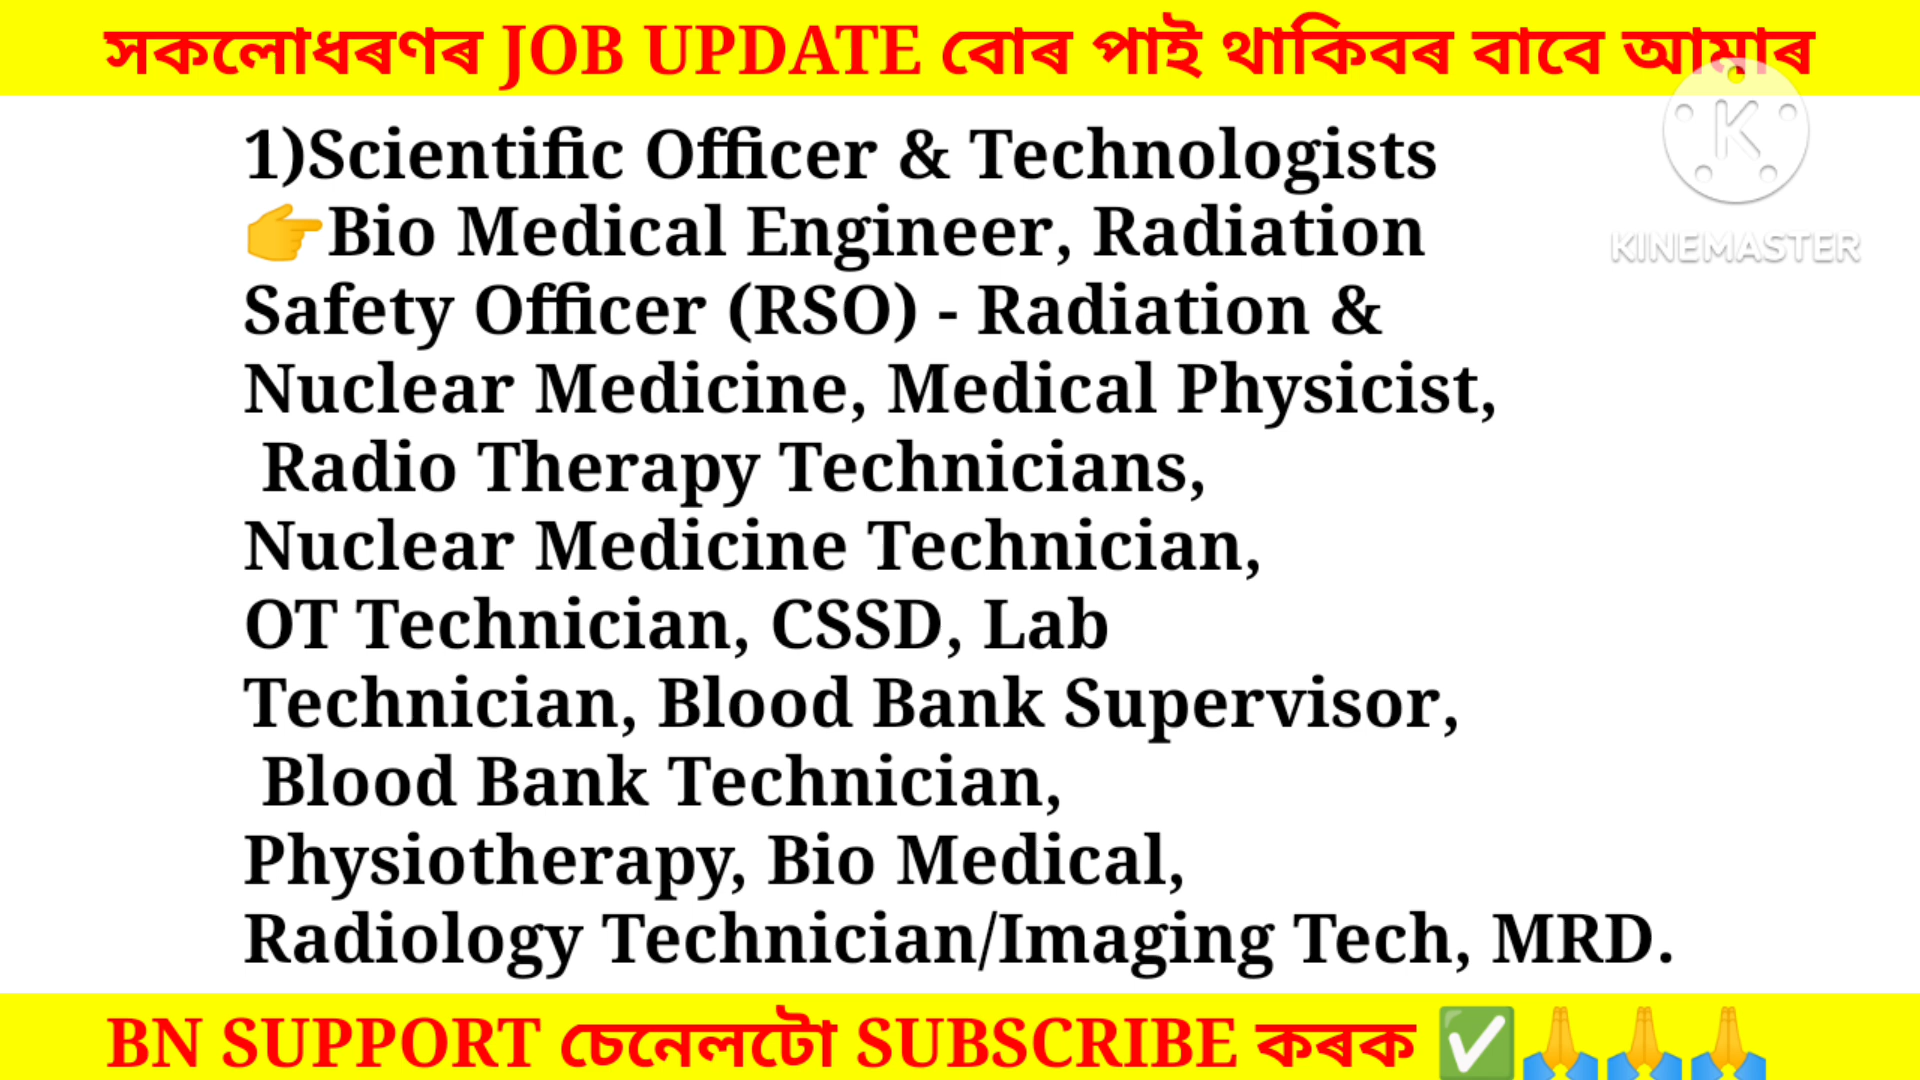 সকলোধৰণৰ JOB UPDATE বোৰ পাই থাকিবৰ বাবে আমাৰ
K
KINEMASTER
1)Scientific Officer & Technologists
👉Bio Medical Engineer, Radiation
Safety Officer (RSO) - Radiation &
Nuclear Medicine, Medical Physicist,
Radio Therapy Technicians,
Nuclear Medicine Technician,
OT Technician, CSSD, Lab
Technician, Blood Bank Supervisor,
Blood Bank Technician,
Physiotherapy, Bio Medical,
Radiology Technician/Imaging Tech, MRD.
BN SUPPORT চেনেলটো SUBSCRIBE কৰক ✅🙏🙏🙏